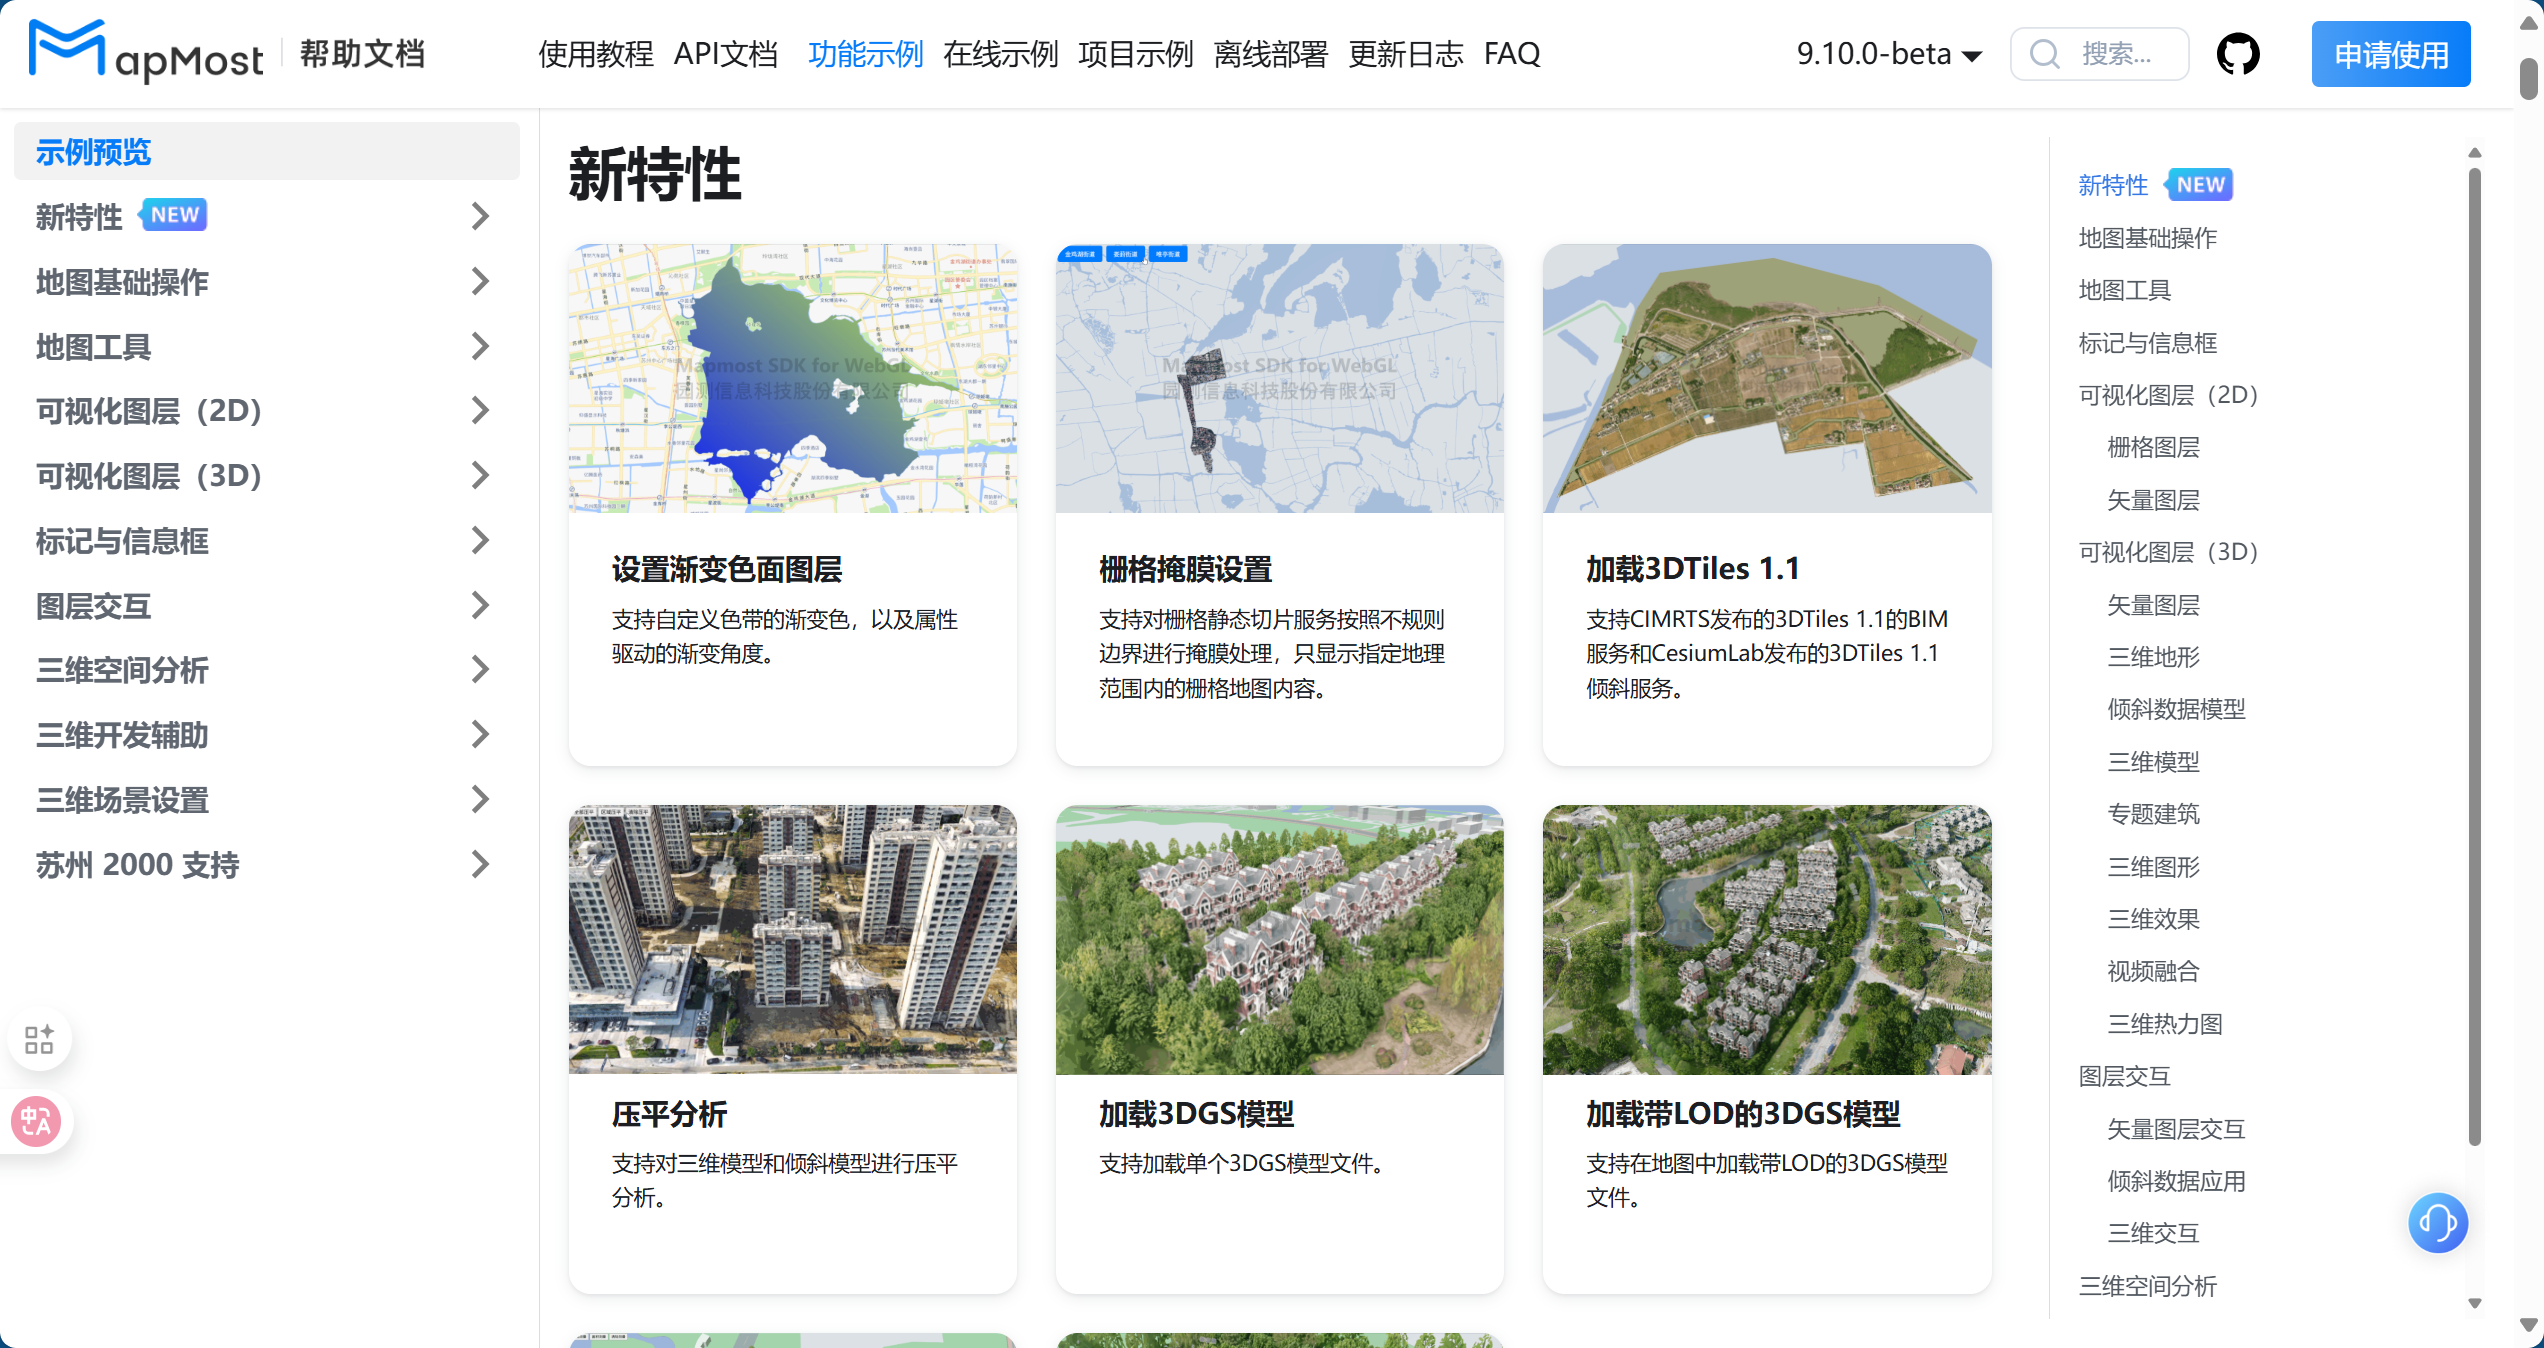 MapMost
帮助文档
使用教程 API文档 功能示例 在线示例 项目示例 离线部署 更新日志 FAQ
9.10.0-beta
搜索...
申请使用
示例预览
新特性 NEW
地图基础操作
地图工具
可视化图层（2D）
可视化图层（3D）
标记与信息框
图层交互
三维空间分析
三维开发辅助
三维场景设置
苏州 2000 支持
新特性
Mapmost SDK for WebGL
园测信息科技股份有限公司
设置渐变色面图层
支持自定义色带的渐变色，以及属性
驱动的渐变角度。
Mapmost SDK for WebGL
园测信息科技股份有限公司
栅格掩膜设置
支持对栅格静态切片服务按照不规则
边界进行掩膜处理，只显示指定地理
范围内的栅格地图内容。
加载3DTiles 1.1
支持CIMRTS发布的3DTiles 1.1的BIM
服务和CesiumLab发布的3DTiles 1.1
倾斜服务。
压平分析
支持对三维模型和倾斜模型进行压平
分析。
加载3DGS模型
支持加载单个3DGS模型文件。
加载带LOD的3DGS模型
支持在地图中加载带LOD的3DGS模型
文件。
新特性 NEW
地图基础操作
地图工具
标记与信息框
可视化图层（2D）
栅格图层
矢量图层
可视化图层（3D）
矢量图层
三维地形
倾斜数据模型
三维模型
专题建筑
三维图形
三维效果
视频融合
三维热力图
图层交互
矢量图层交互
倾斜数据应用
三维交互
三维空间分析
中A